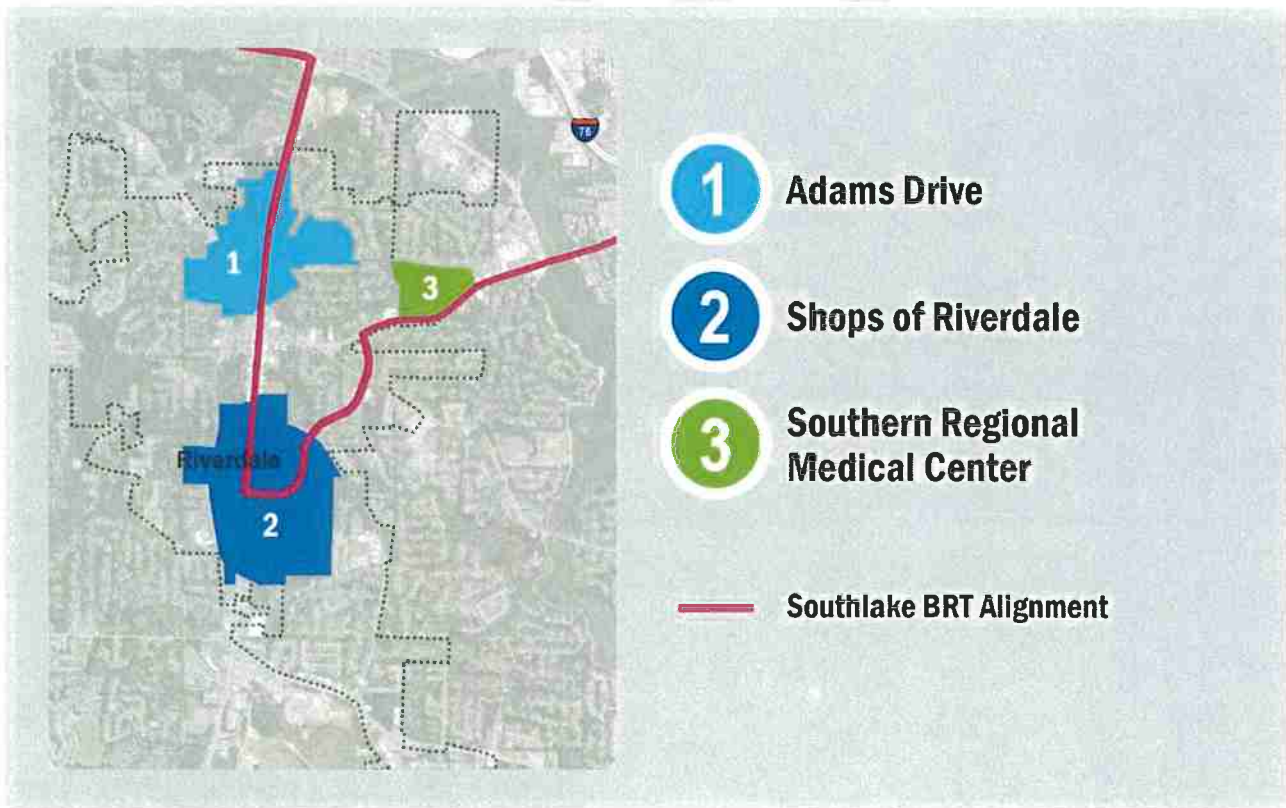 76
1
3
Riverdale
2
1 Adams Drive
2 Shops of Riverdale
3 Southern Regional
Medical Center
Southlake BRT Alignment